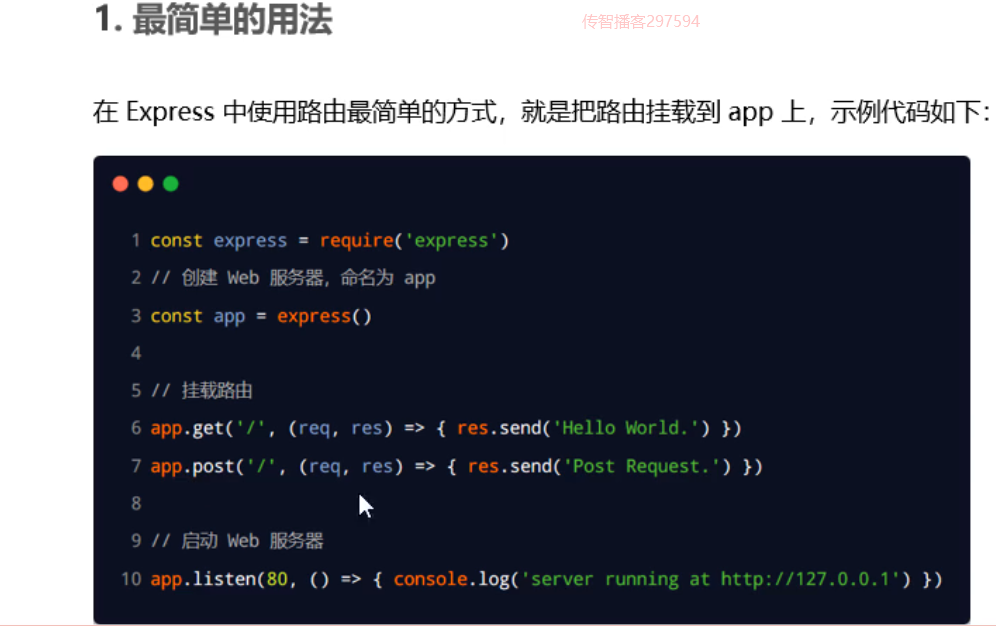 1. 最简单的用法
传智播客297594
在 Express 中使用路由最简单的方式，就是把路由挂载到 app 上，示例代码如下：
1 const express = require('express')
2 // 创建 Web 服务器，命名为 app
3 const app = express()
4
5 // 挂载路由
6 app.get('/', (req, res) => { res.send('Hello World.') })
7 app.post('/', (req, res) => { res.send('Post Request.') })
8
9 // 启动 Web 服务器
10 app.listen(80, () => { console.log('server running at http://127.0.0.1') })